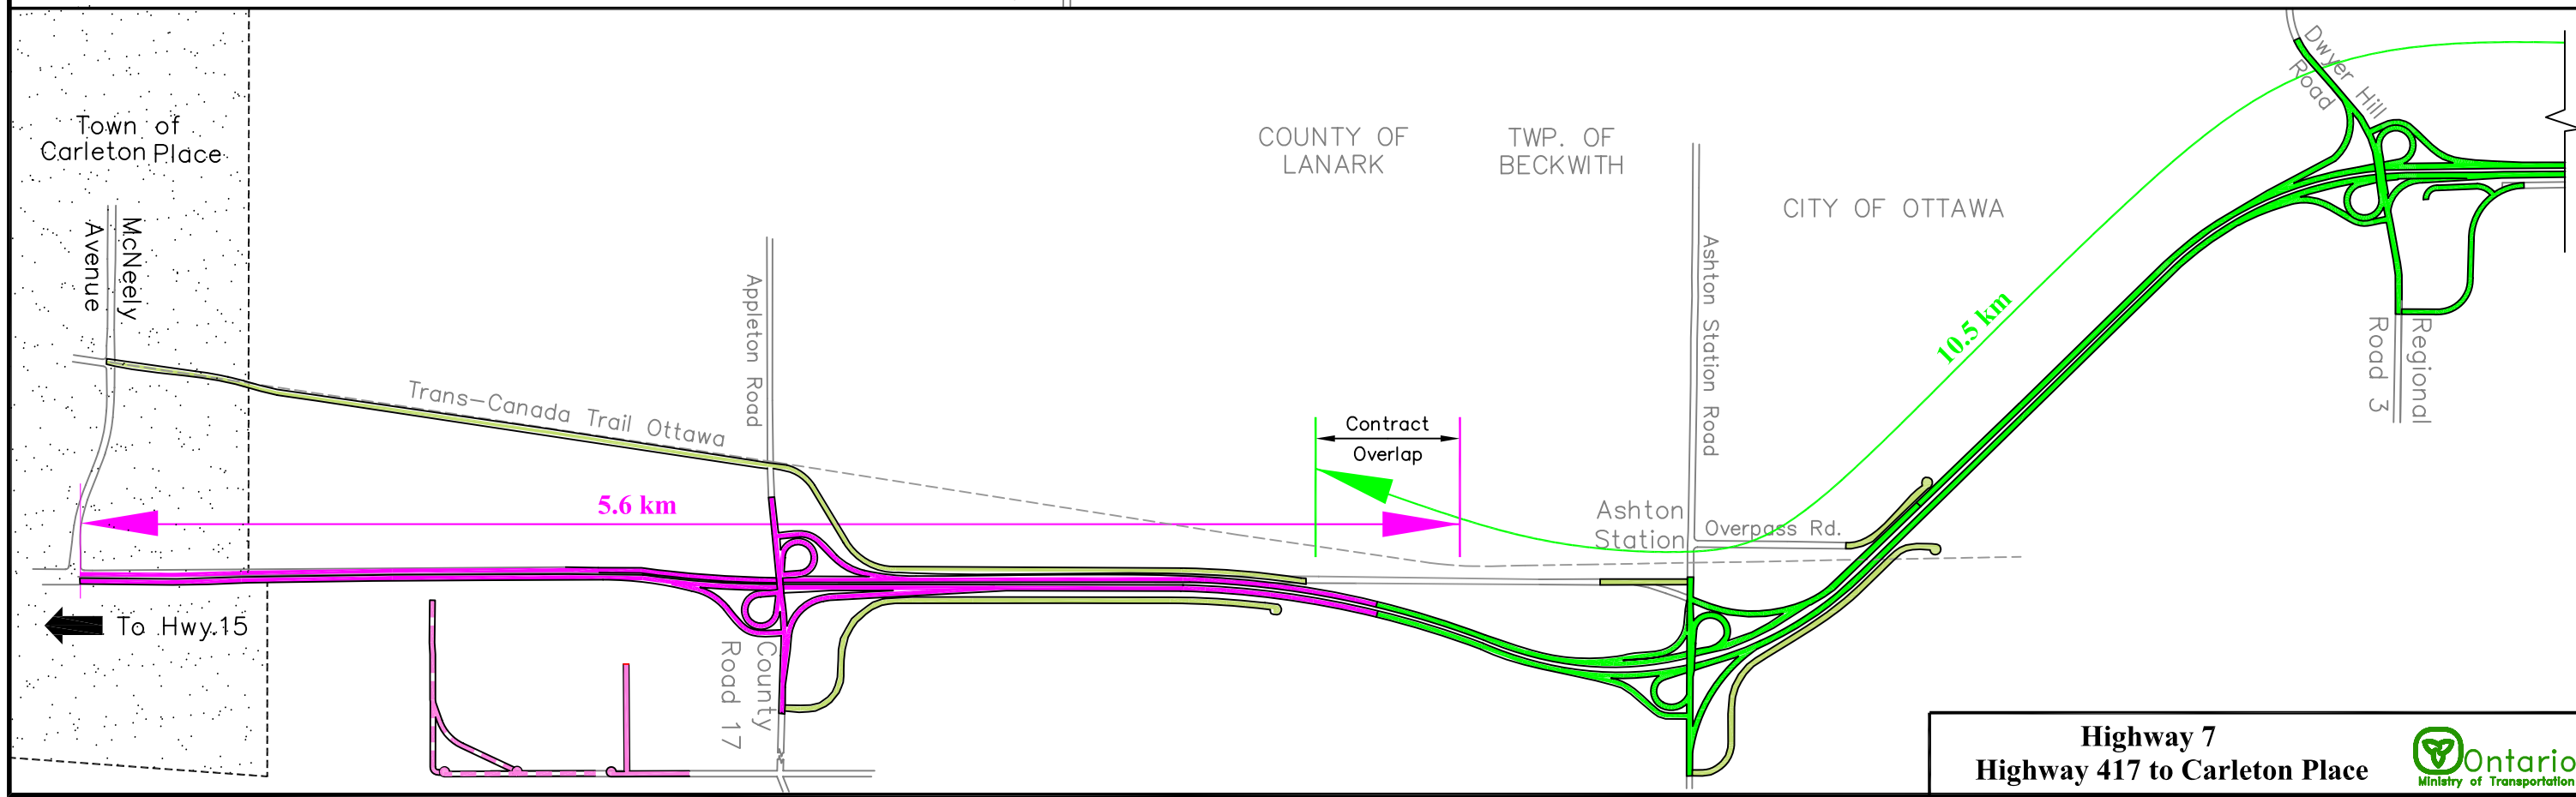 Town of
Carleton Place
McNeely
Avenue
To Hwy.15
Trans-Canada Trail Ottawa
5.6 km
Appleton Road
County
Road 17
COUNTY OF
LANARK
TWP. OF
BECKWITH
Contract
Overlap
Ashton Station Road
Ashton
Station
Overpass Rd.
CITY OF OTTAWA
10.5 km
Dwyer Hill
Road
Regional
Road 3
Highway 7
Highway 417 to Carleton Place
Ontario
Ministry of Transportation